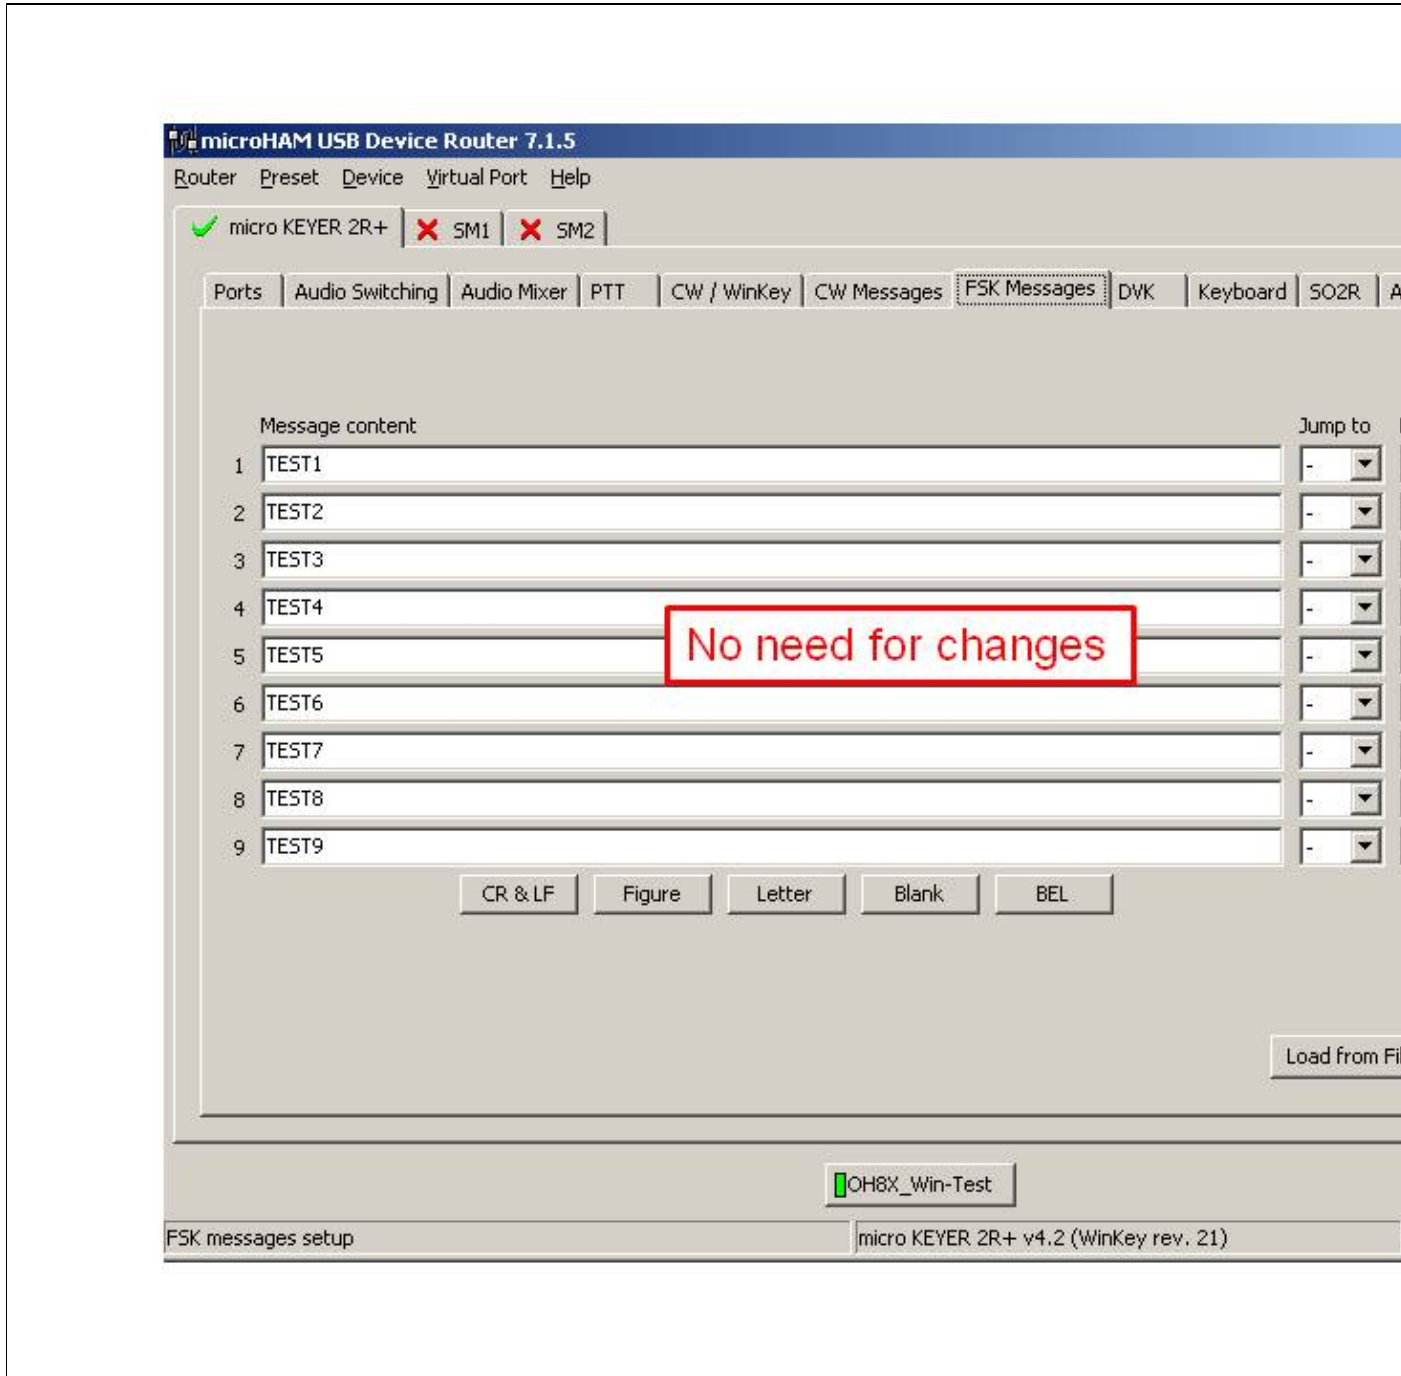 microHAM USB Device Router 7.1.5
Router Preset Device Virtual Port Help
micro KEYER 2R+ SM1 SM2
Ports Audio Switching Audio Mixer PTT CW / WinKey CW Messages FSK Messages DVK Keyboard SO2R A
Message content Jump to
1 TEST1 -
2 TEST2 -
3 TEST3 -
4 TEST4 -
No need for changes
5 TEST5 -
6 TEST6 -
7 TEST7 -
8 TEST8 -
9 TEST9 -
CR & LF Figure Letter Blank BEL
Load from Fil
OH8X_Win-Test
FSK messages setup micro KEYER 2R+ v4.2 (WinKey rev. 21)